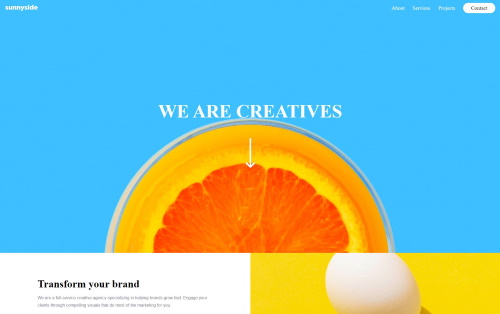 sunnyside
About Services Projects Contact
WE ARE CREATIVES
Transform your brand
We are a full-service creative agency specializing in helping brands grow fast. Engage your
clients through compelling visuals that do most of the marketing for you.